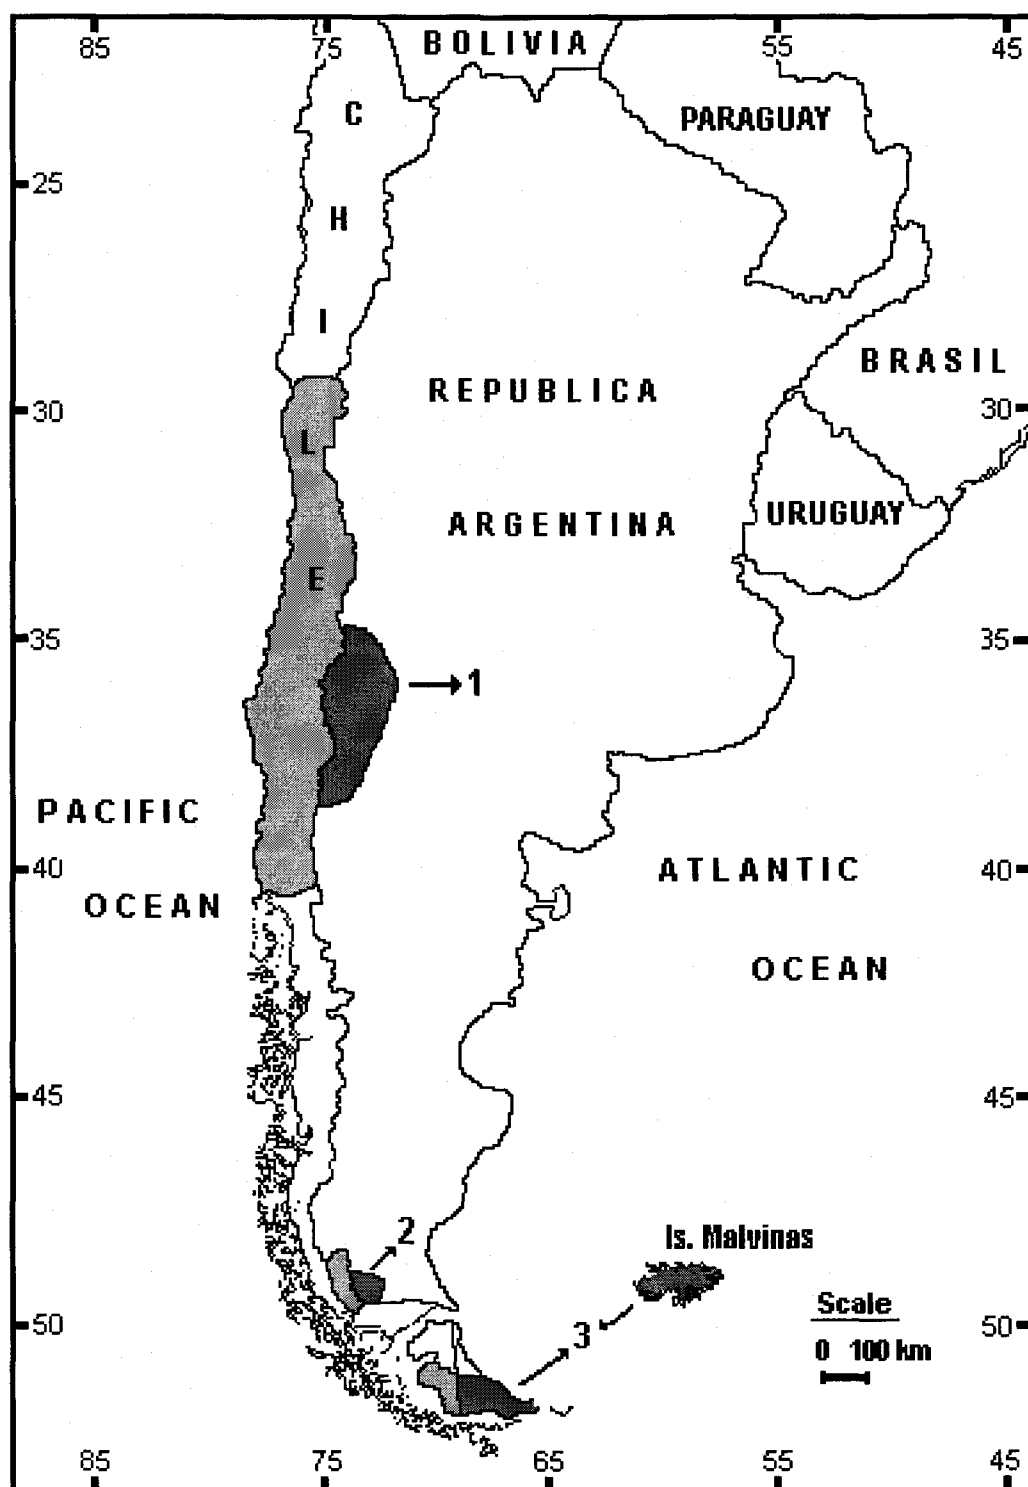 85 75 55 45
BOLIVIA
C
PARAGUAY
25
H
I
BRASIL
REPUBLICA
30 30
L
ARGENTINA
URUGUAY
E
35 35
1
PACIFIC
40 ATLANTIC 40
OCEAN
OCEAN
45 45
2
Is. Malvinas
Scale
50 3 50
0 100 km
85 75 65 55 45